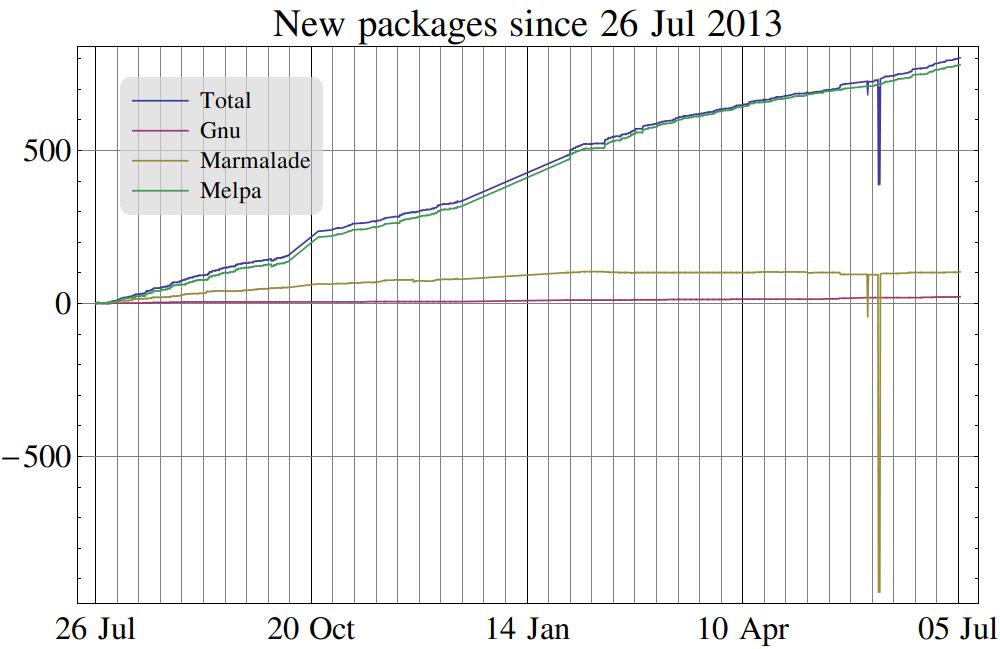 New packages since 26 Jul 2013
Total
Gnu
Marmalade
Melpa
500
0
−500
26 Jul
20 Oct
14 Jan
10 Apr
05 Jul